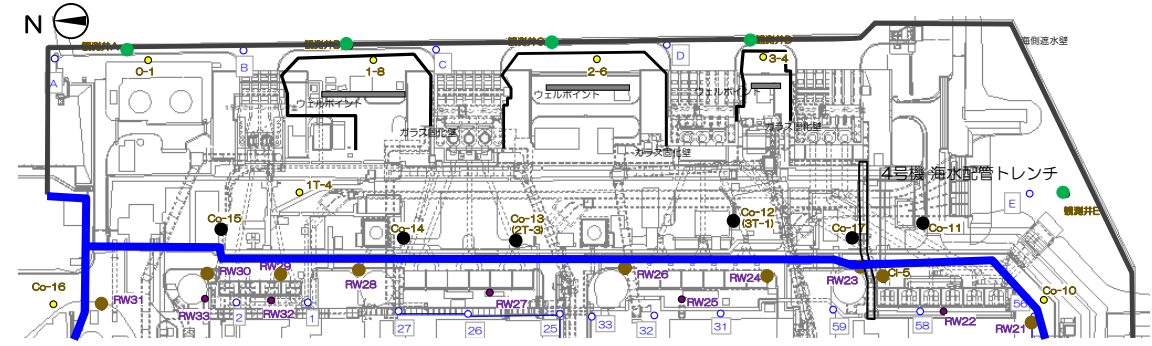 N
観測井A
観測井B
観測井C
観測井D
海側遮水壁
A
0-1
B
1-8
C
2-6
D
3-4
ウェルポイント
ウェルポイント
ウェルポイント
ガラス固化壁
ガラス固化壁
ガラス固化壁
4号機 海水配管トレンチ
1T-4
E
観測井E
Co-15
Co-14
Co-13
(2T-3)
Co-12
(3T-1)
Co-17
Co-11
RW30
RW29
RW28
RW26
RW24
RW23
Ci-5
Co-16
RW31
RW33
2
RW32
1
RW27
RW25
RW22
Co-10
56
RW21
27
26
25
33
32
31
59
58